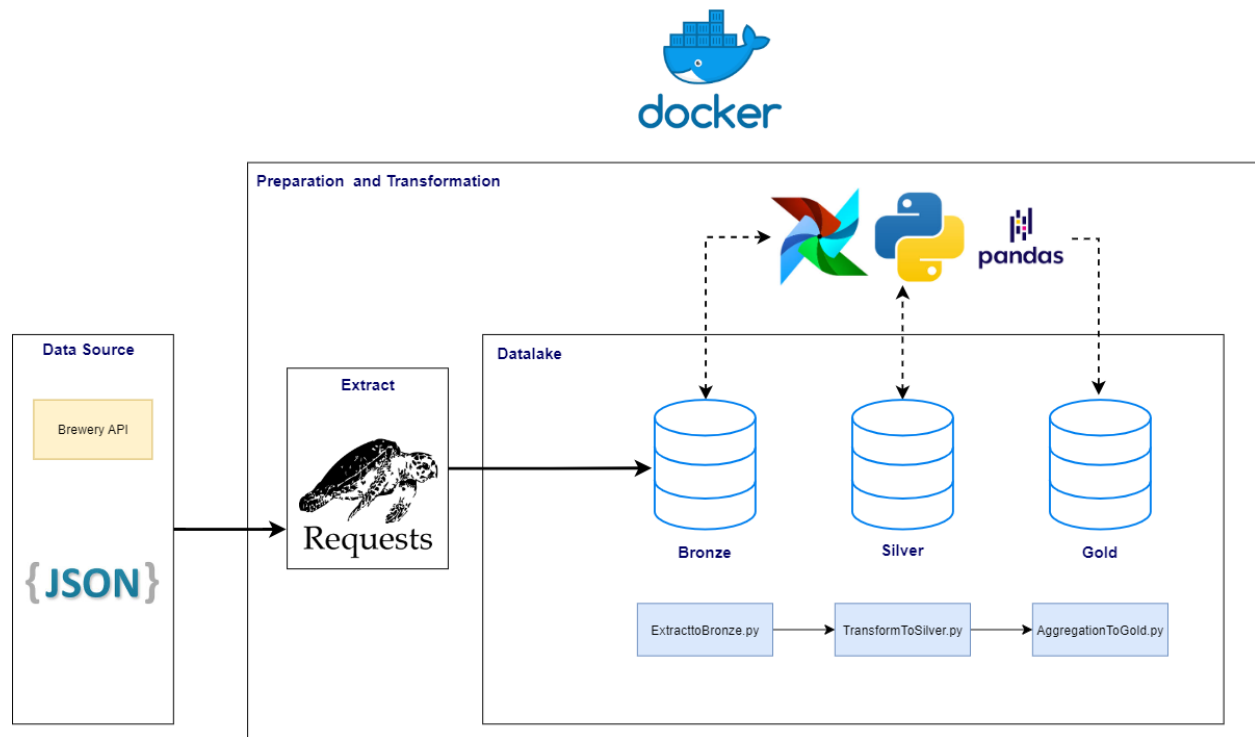 docker
Preparation and Transformation
pandas
Data Source
Datalake
Extract
Brewery API
Requests
{JSON}
Bronze
Silver
Gold
ExtracttoBronze.py
TransformToSilver.py
AggregationToGold.py